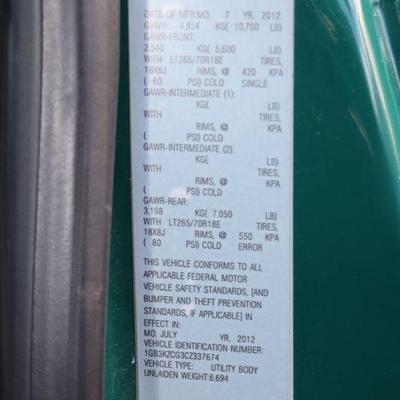 DATE OF MFR.MO. 7 YR. 2012
GVWR: 4,854 KG( 10,700 LB)
GAWR-FRONT:
2,540 KG( 5,600 LB)
WITH LT265/70R18E TIRES,
18X8J RIMS, @ 420 KPA
( 60 PSI) COLD SINGLE
GAWR-INTERMEDIATE (1):
KG( LB)
WITH TIRES,
RIMS, @ KPA
( PSI) COLD
GAWR-INTERMEDIATE (2):
KG( LB)
WITH TIRES,
RIMS, @ KPA
( PSI) COLD
GAWR-REAR:
3,198 KG( 7,050 LB)
WITH LT265/70R18E TIRES,
18X8J RIMS, @ 550 KPA
( 80 PSI) COLD ERROR
THIS VEHICLE CONFORMS TO ALL
APPLICABLE FEDERAL MOTOR
VEHICLE SAFETY STANDARDS, [AND
BUMPER AND THEFT PREVENTION
STANDARDS, IF APPLICABLE] IN
EFFECT IN:
MO. JULY YR. 2012
VEHICLE IDENTIFICATION NUMBER:
1GB3KZCG3CZ337674
VEHICLE TYPE: UTILITY BODY
UNLAIDEN WEIGHT:6,694